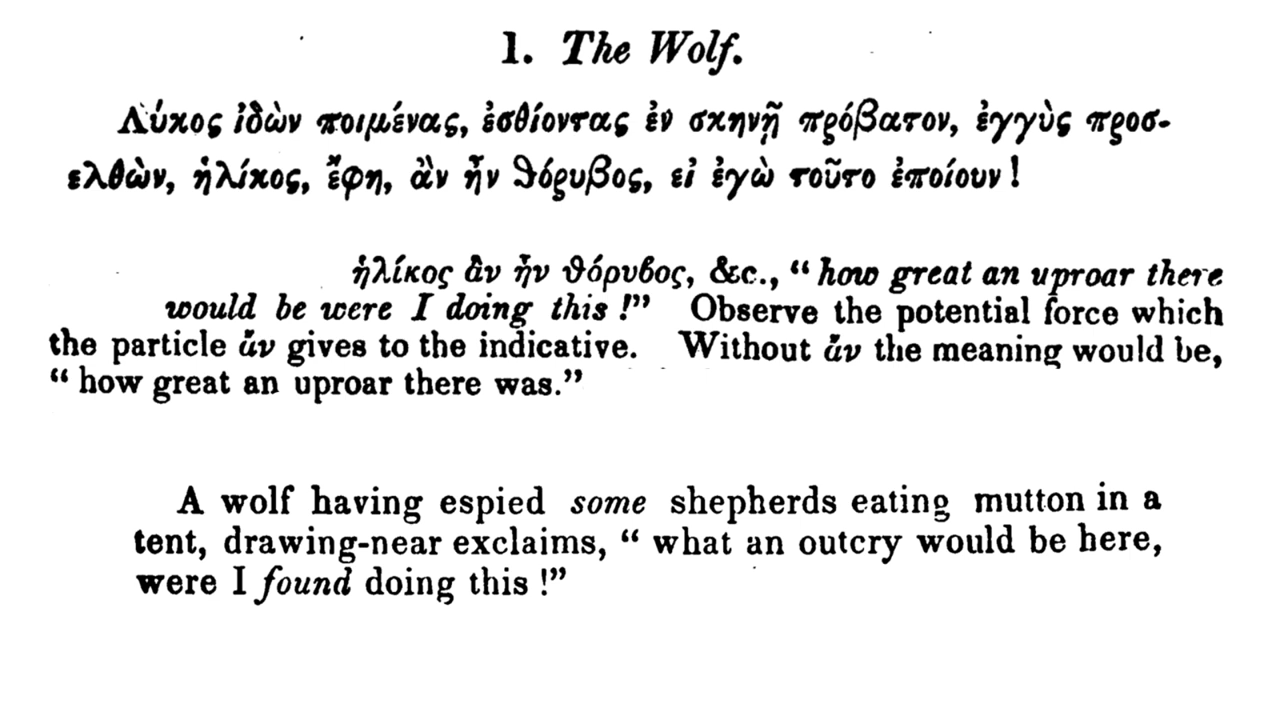 1. The Wolf.
Λύκος ἰδὼν ποιμένας, ἐσθίοντας ἐν σκηνῇ πρόβατον, ἐγγὺς προσ-
ελθὼν, ἡλίκος, ἔφη, ἂν ἦν θόρυβος, εἰ ἐγὼ τοῦτο ἐποίουν!
ἡλίκος ἂν ἦν ϑόρυβος, &c., “how great an uproar there
would be were I doing this!” Observe the potential force which
the particle ἄν gives to the indicative. Without ἄν the meaning would be,
“how great an uproar there was.”
A wolf having espied some shepherds eating mutton in a
tent, drawing-near exclaims, “what an outcry would be here,
were I found doing this!”